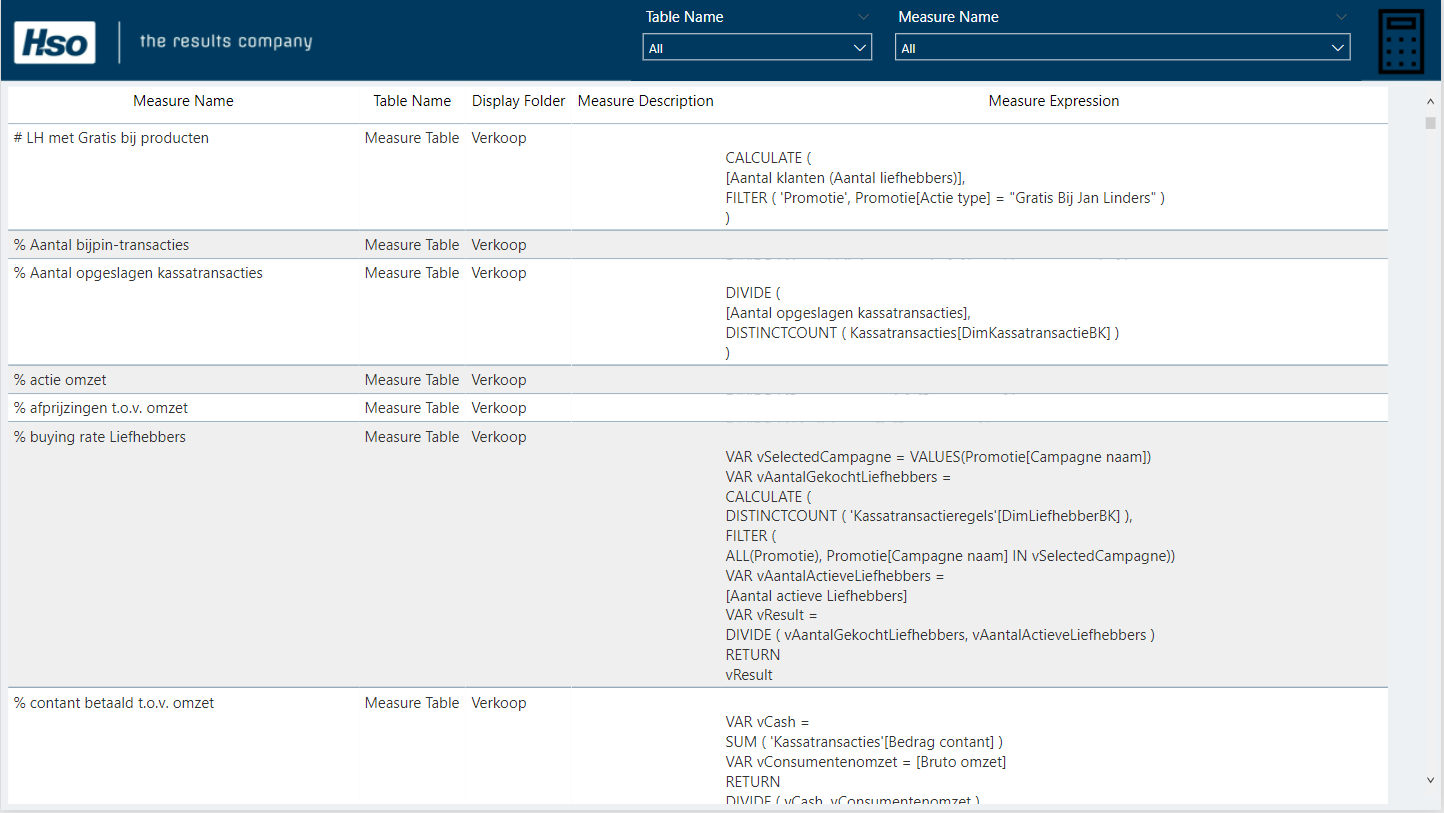 Hso
the results company
Table Name
All
Measure Name
All
Measure Name Table Name Display Folder Measure Description Measure Expression
# LH met Gratis bij producten Measure Table Verkoop
CALCULATE (
[Aantal klanten (Aantal liefhebbers)],
FILTER ( 'Promotie', Promotie[Actie type] = "Gratis Bij Jan Linders" )
)
% Aantal bijpin-transacties Measure Table Verkoop
% Aantal opgeslagen kassatransacties Measure Table Verkoop
DIVIDE (
[Aantal opgeslagen kassatransacties],
DISTINCTCOUNT ( Kassatransacties[DimKassatransactieBK] )
)
% actie omzet Measure Table Verkoop
% afprijzingen t.o.v. omzet Measure Table Verkoop
% buying rate Liefhebbers Measure Table Verkoop
VAR vSelectedCampagne = VALUES(Promotie[Campagne naam])
VAR vAantalGekochtLiefhebbers =
CALCULATE (
DISTINCTCOUNT ( 'Kassatransactieregels'[DimLiefhebberBK] ),
FILTER (
ALL(Promotie), Promotie[Campagne naam] IN vSelectedCampagne))
VAR vAantalActieveLiefhebbers =
[Aantal actieve Liefhebbers]
VAR vResult =
DIVIDE ( vAantalGekochtLiefhebbers, vAantalActieveLiefhebbers )
RETURN
vResult
% contant betaald t.o.v. omzet Measure Table Verkoop
VAR vCash =
SUM ( 'Kassatransacties'[Bedrag contant] )
VAR vConsumentenomzet = [Bruto omzet]
RETURN
DIVIDE ( vCash, vConsumentenomzet )